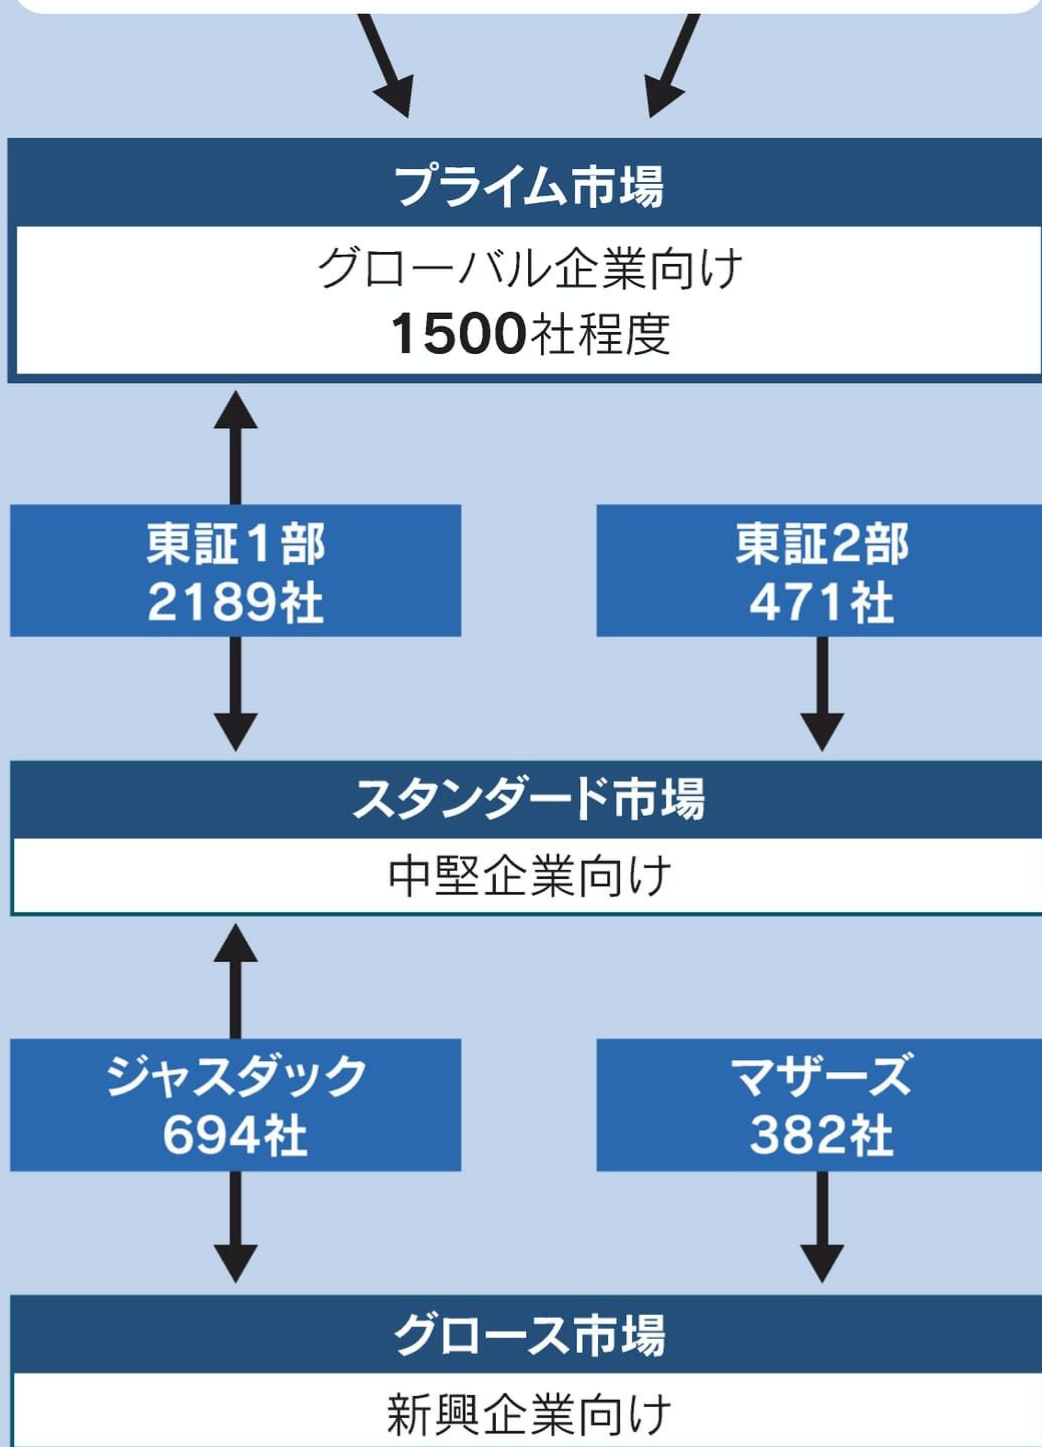 プライム市場
グローバル企業向け
1500社程度
東証1部
2189社
東証2部
471社
スタンダード市場
中堅企業向け
ジャスダック
694社
マザーズ
382社
グロース市場
新興企業向け